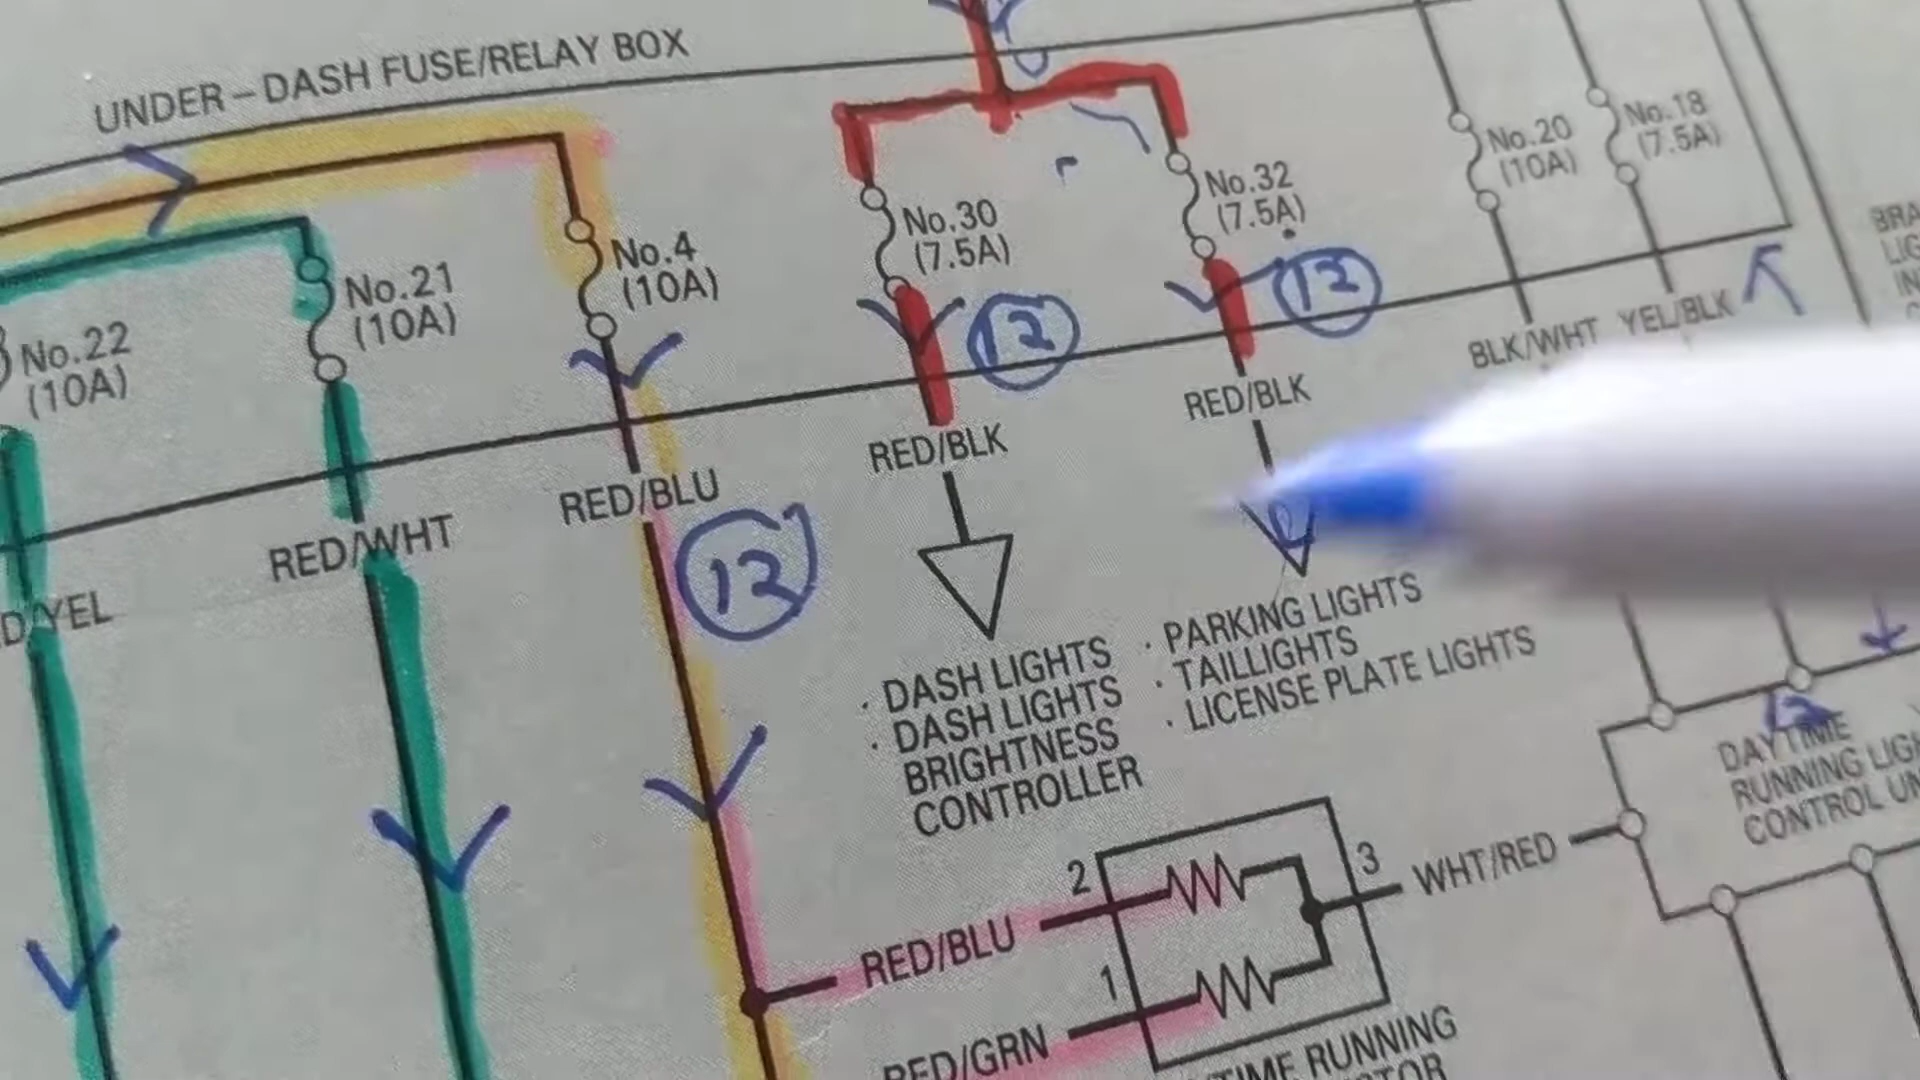 UNDER-DASH FUSE/RELAY BOX
No.18
(7.5A)
No.20
(10A)
No.32
(7.5A)
No.30
(7.5A)
No.4
(10A)
No.21
(10A)
No.22
(10A)
12
12
BLK/WHT YEL/BLK
RED/BLK
RED/BLK
RED/BLU
RED/WHT
12
· DASH LIGHTS
· DASH LIGHTS
BRIGHTNESS
CONTROLLER
· PARKING LIGHTS
· TAILLIGHTS
· LICENSE PLATE LIGHTS
12
DAYTIME
RUNNING
CONTROL
2
3
WHT/RED
RED/BLU
1
RED/GRN
RUNNING